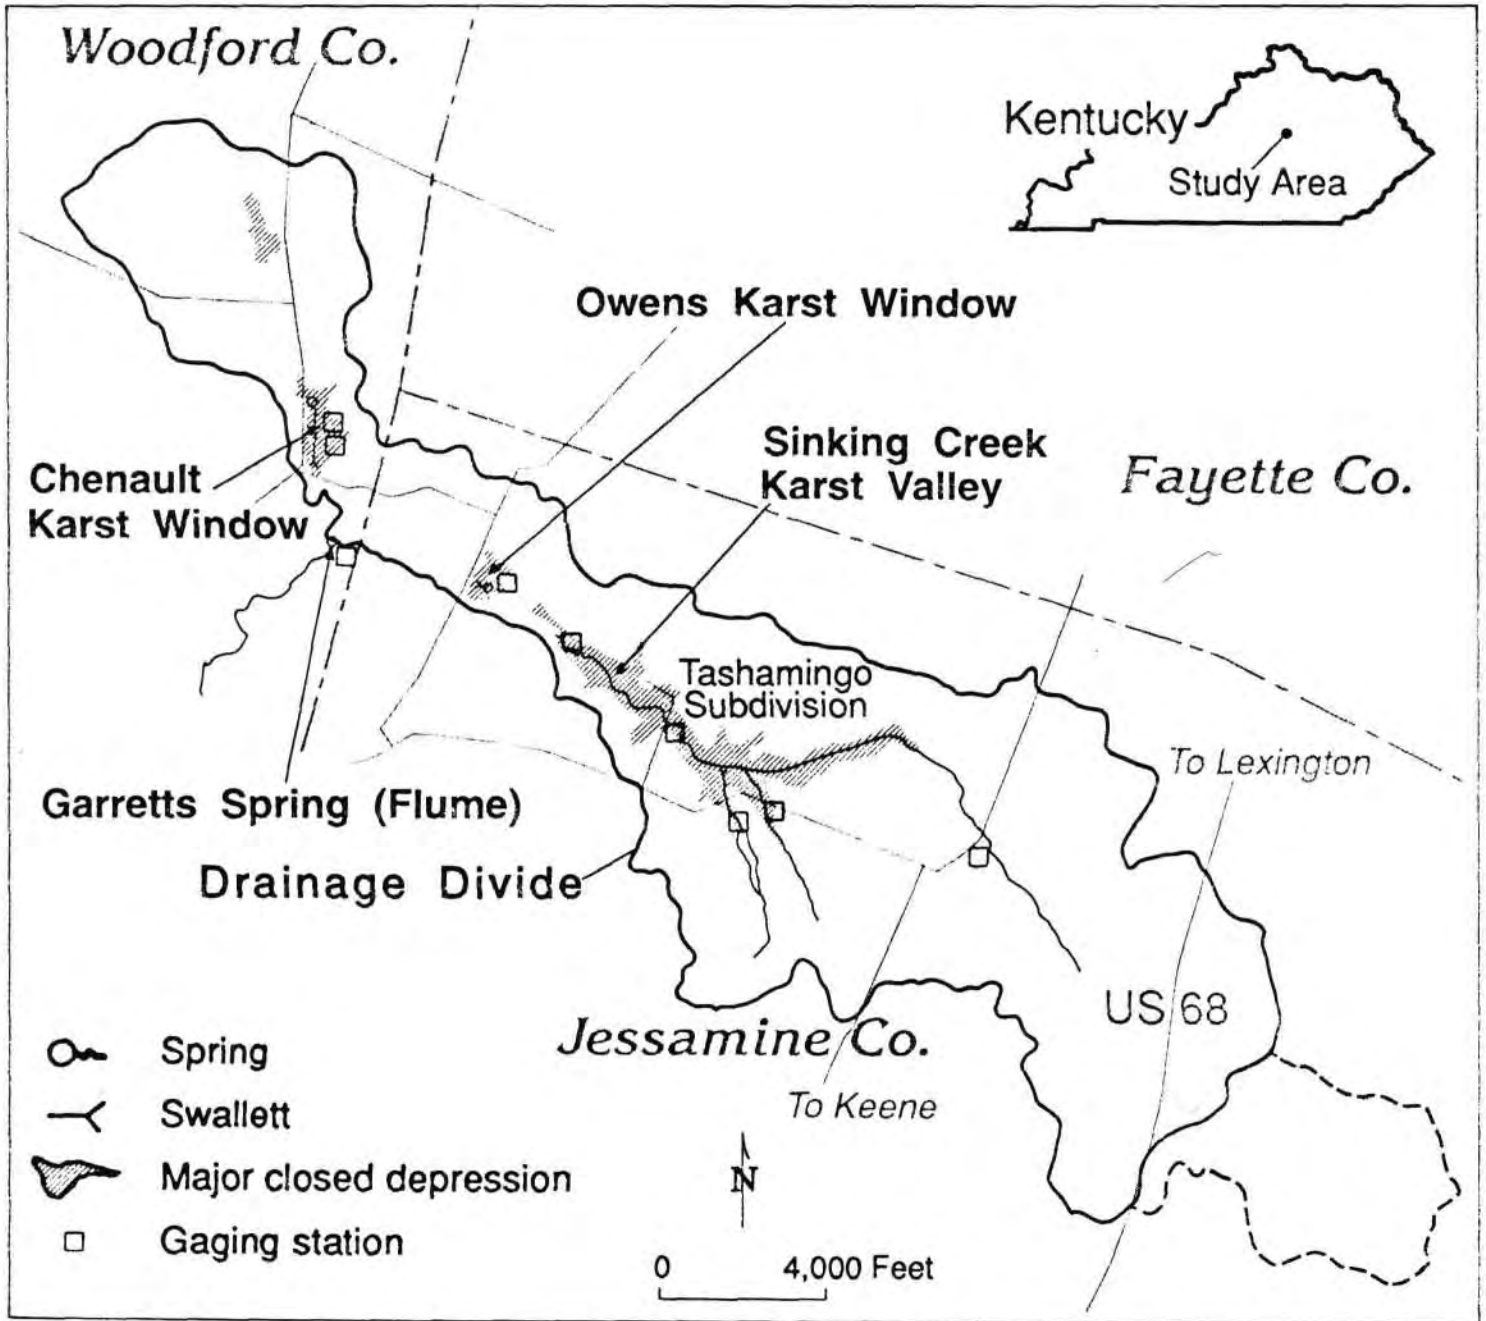 Woodford Co.
Kentucky
Study Area
Owens Karst Window
Sinking Creek
Karst Valley
Fayette Co.
Chenault
Karst Window
Tashamingo
Subdivision
To Lexington
Garretts Spring (Flume)
Drainage Divide
US 68
Jessamine Co.
To Keene
Spring
Swallett
Major closed depression
Gaging station
N
0 4,000 Feet